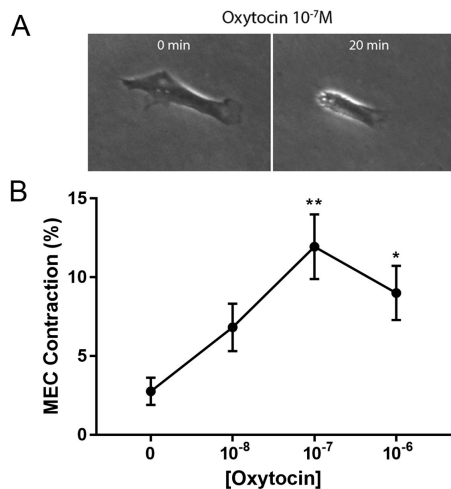 A
Oxytocin 10⁻⁷M
0 min
20 min
B
MEC Contraction (%)
15
10
5
0
**
*
0
10⁻⁸
10⁻⁷
10⁻⁶
[Oxytocin]